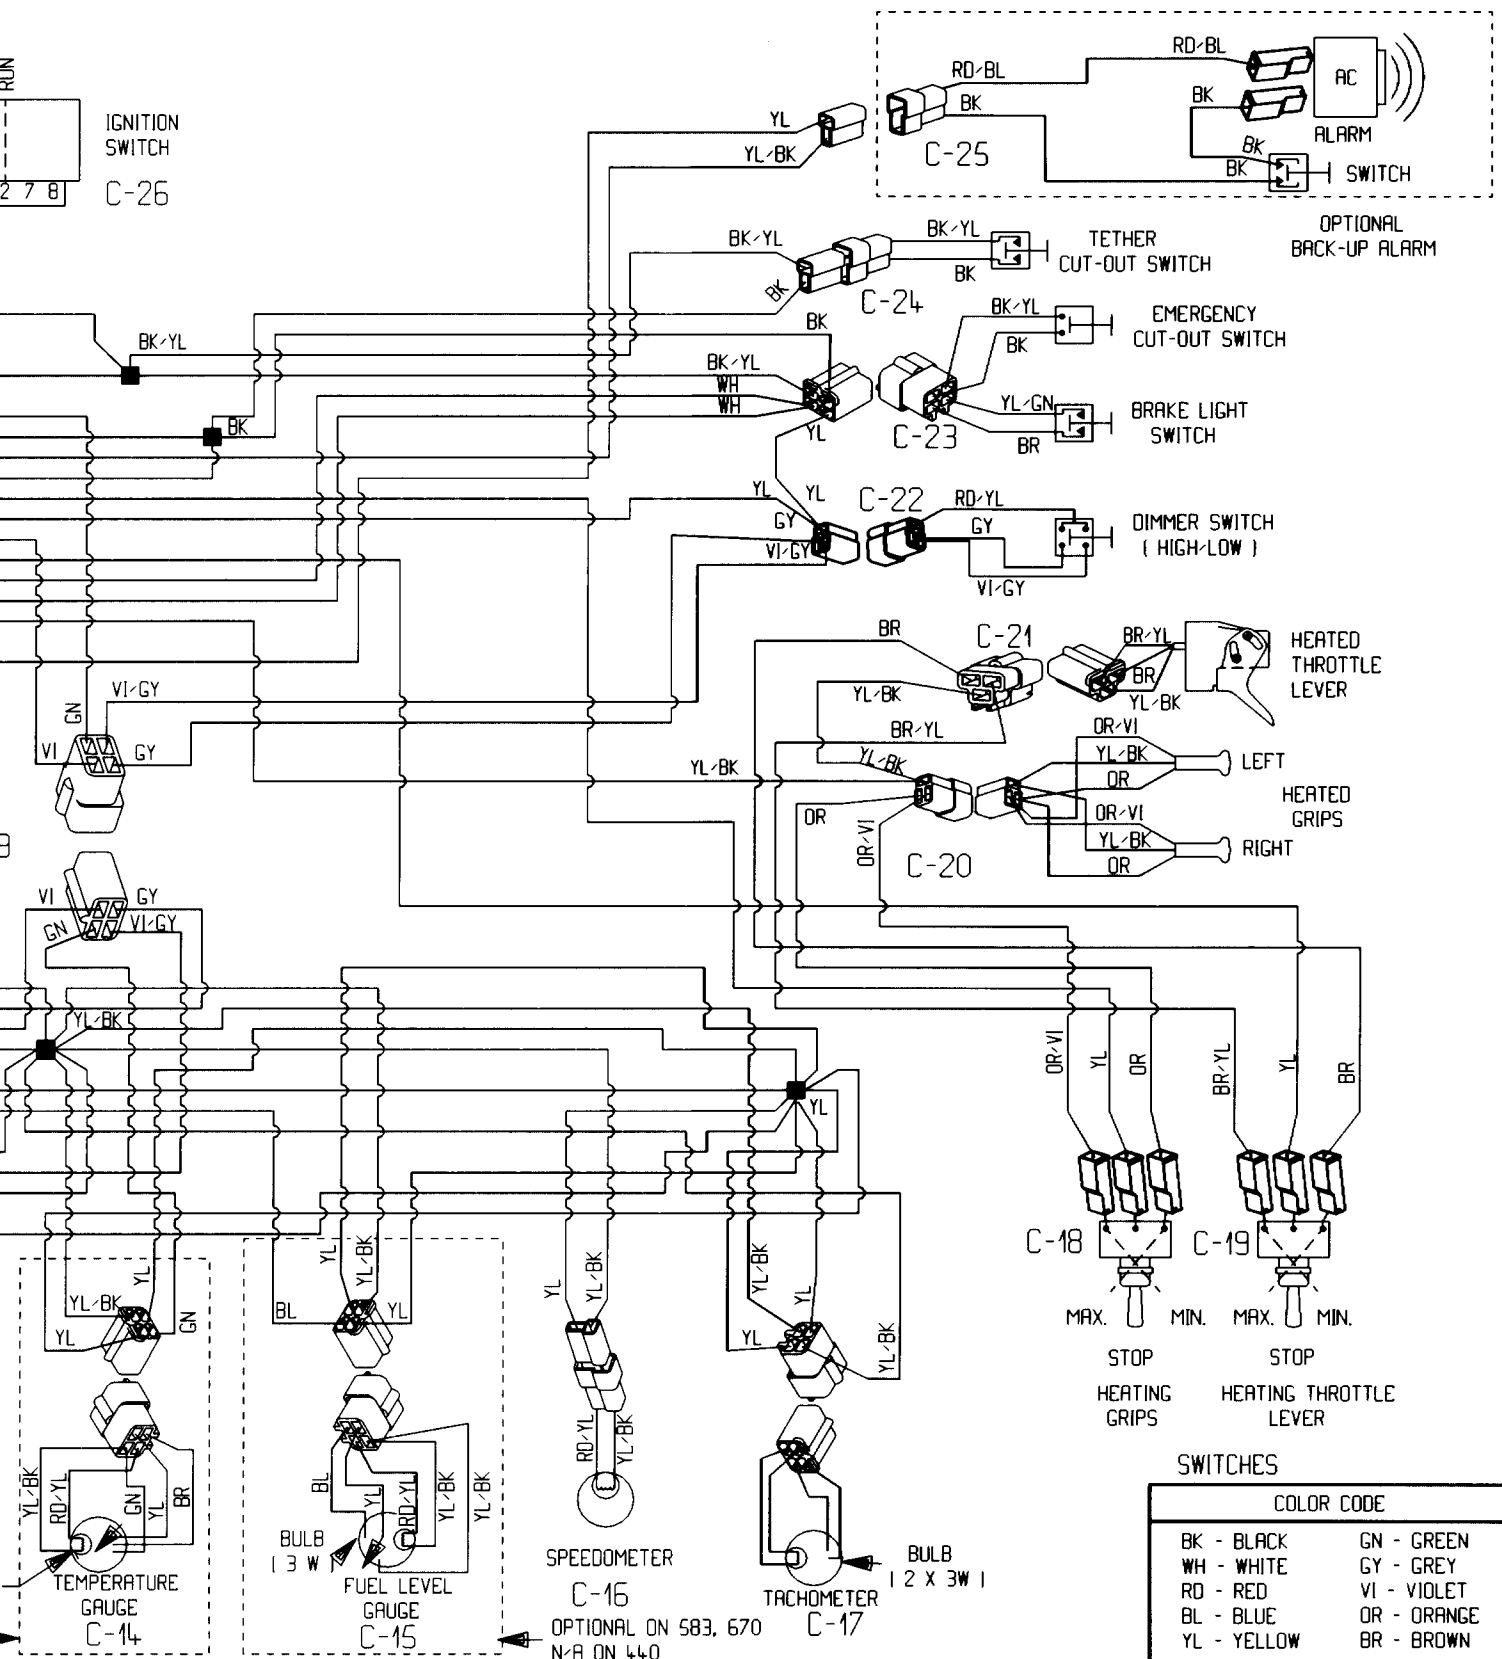 RUN
IGNITION
SWITCH
C-26
2 7 8
YL
YL/BK
RD/BL
BK
C-25
RD/BL
BK
AC
ALARM
BK
BK
SWITCH
OPTIONAL
BACK-UP ALARM
BK/YL
BK
BK/YL
BK
C-24
TETHER
CUT-OUT SWITCH
BK/YL
BK
BK
BK/YL
WH
WH
YL
BK/YL
BK
C-23
YL/GN
BR
EMERGENCY
CUT-OUT SWITCH
BRAKE LIGHT
SWITCH
YL
YL
GY
VI/GY
C-22
RD/YL
GY
VI/GY
DIMMER SWITCH
( HIGH/LOW )
BR
YL/BK
BR/YL
C-21
BR/YL
BR
YL/BK
HEATED
THROTTLE
LEVER
GN
VI/GY
VI
GY
YL/BK
YL/BK
OR
OR/VI
C-20
OR/VI
YL/BK
OR
LEFT
OR/VI
YL/BK
OR
RIGHT
HEATED
GRIPS
9
VI
GY
GN
VI/GY
YL/BK
YL
OR/VI
YL
OR
BR/YL
YL
BR
C-18
C-19
MAX.
MIN.
MAX.
MIN.
STOP
STOP
HEATING
GRIPS
HEATING THROTTLE
LEVER
YL/BK
YL
YL
GN
BL
YL
YL/BK
YL
YL
YL/BK
YL/BK
YL
YL
YL/BK
YL/BK
RD/YL
GN
YL
BR
BL
YL
RD/YL
YL/BK
YL/BK
RD/YL
YL/BK
BULB
( 3 W )
TEMPERATURE
GAUGE
C-14
FUEL LEVEL
GAUGE
C-15
SPEEDOMETER
C-16
OPTIONAL ON 583, 670
N/A ON 440
BULB
( 2 X 3W )
TACHOMETER
C-17
SWITCHES
COLOR CODE
BK - BLACK GN - GREEN
WH - WHITE GY - GREY
RD - RED VI - VIOLET
BL - BLUE OR - ORANGE
YL - YELLOW BR - BROWN